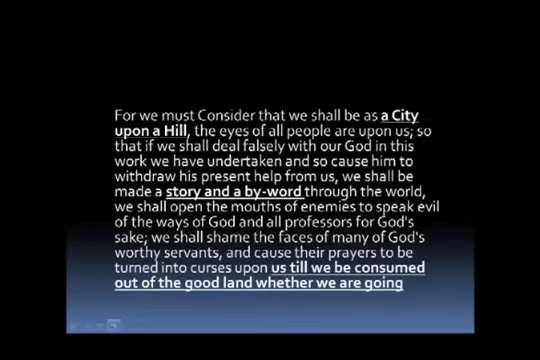 For we must Consider that we shall be as a City
upon a Hill, the eyes of all people are upon us; so
that if we shall deal falsely with our God in this
work we have undertaken and so cause him to
withdraw his present help from us, we shall be
made a story and a by-word through the world,
we shall open the mouths of enemies to speak evil
of the ways of God and all professors for God's
sake; we shall shame the faces of many of God's
worthy servants, and cause their prayers to be
turned into curses upon us till we be consumed
out of the good land whether we are going